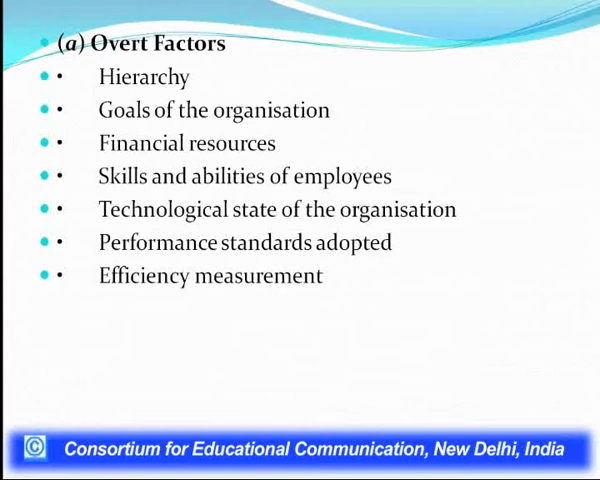 (a) Overt Factors
• Hierarchy
• Goals of the organisation
• Financial resources
• Skills and abilities of employees
• Technological state of the organisation
• Performance standards adopted
• Efficiency measurement
© Consortium for Educational Communication, New Delhi, India